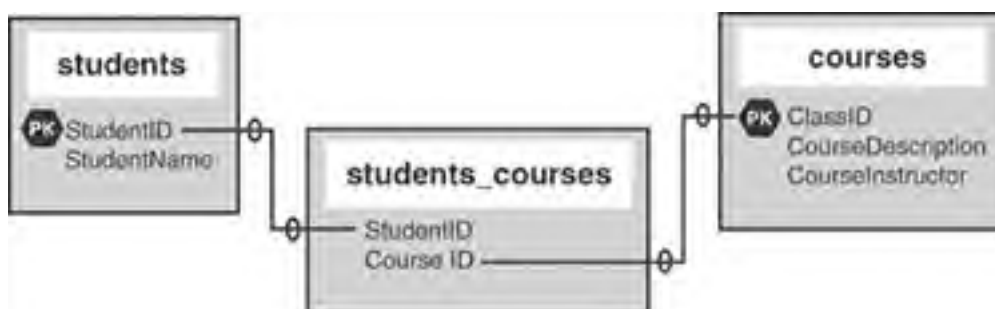 students
PK StudentID
StudentName
students_courses
StudentID
Course ID
courses
PK ClassID
CourseDescription
CourseInstructor